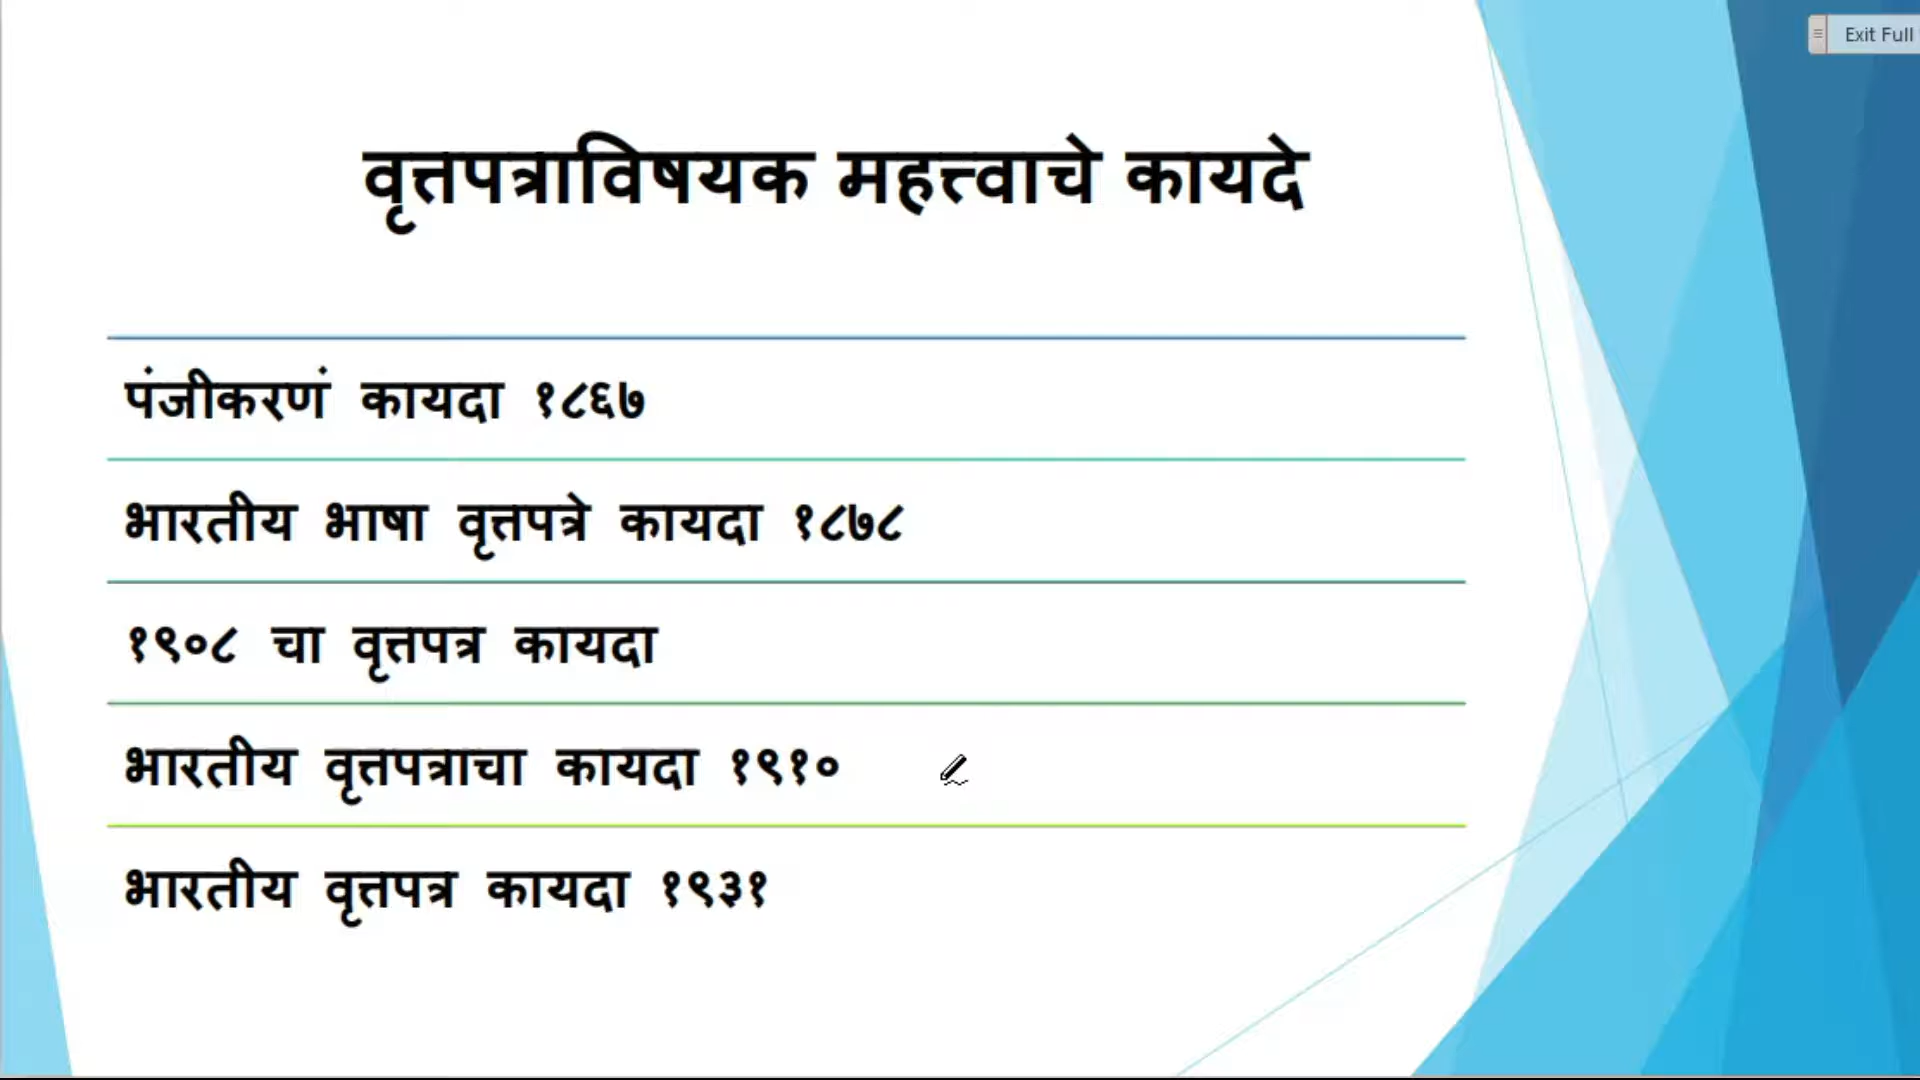 Exit Full
वृत्तपत्राविषयक महत्त्वाचे कायदे
पंजीकरणं कायदा १८६७
भारतीय भाषा वृत्तपत्रे कायदा १८७८
१९०८ चा वृत्तपत्र कायदा
भारतीय वृत्तपत्राचा कायदा १९१०
भारतीय वृत्तपत्र कायदा १९३१